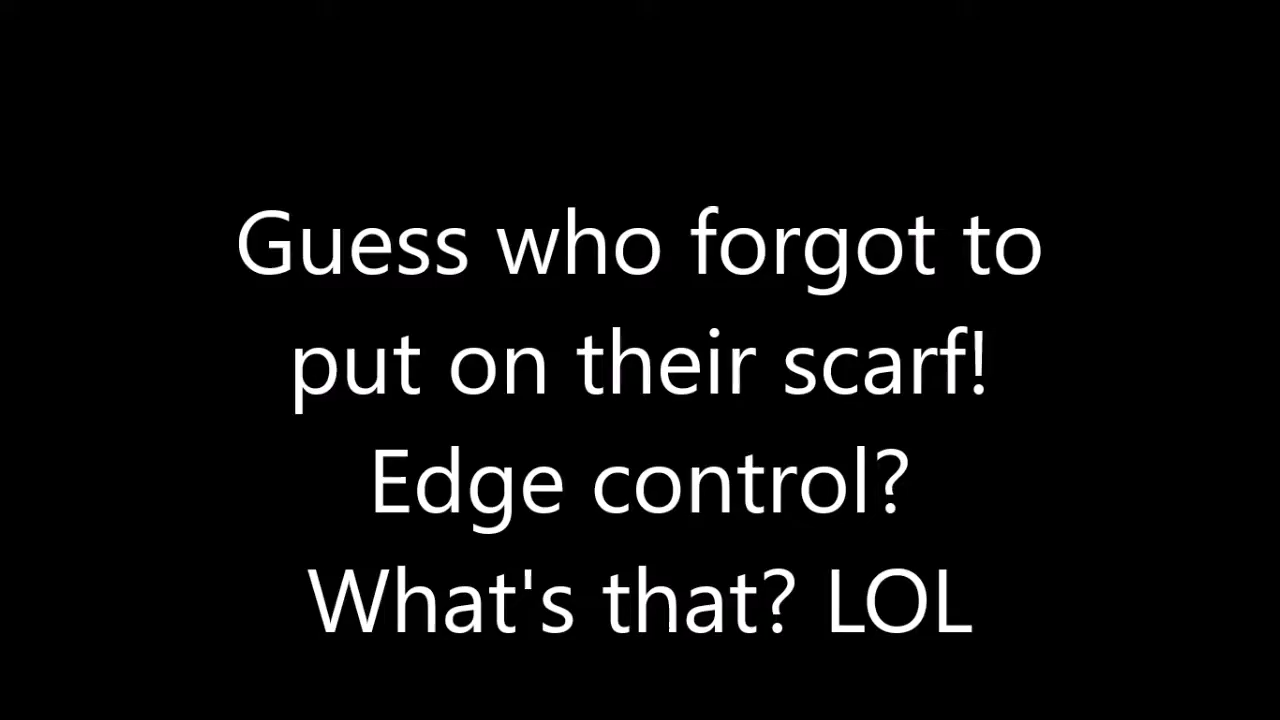 Guess who forgot to
put on their scarf!
Edge control?
What's that? LOL